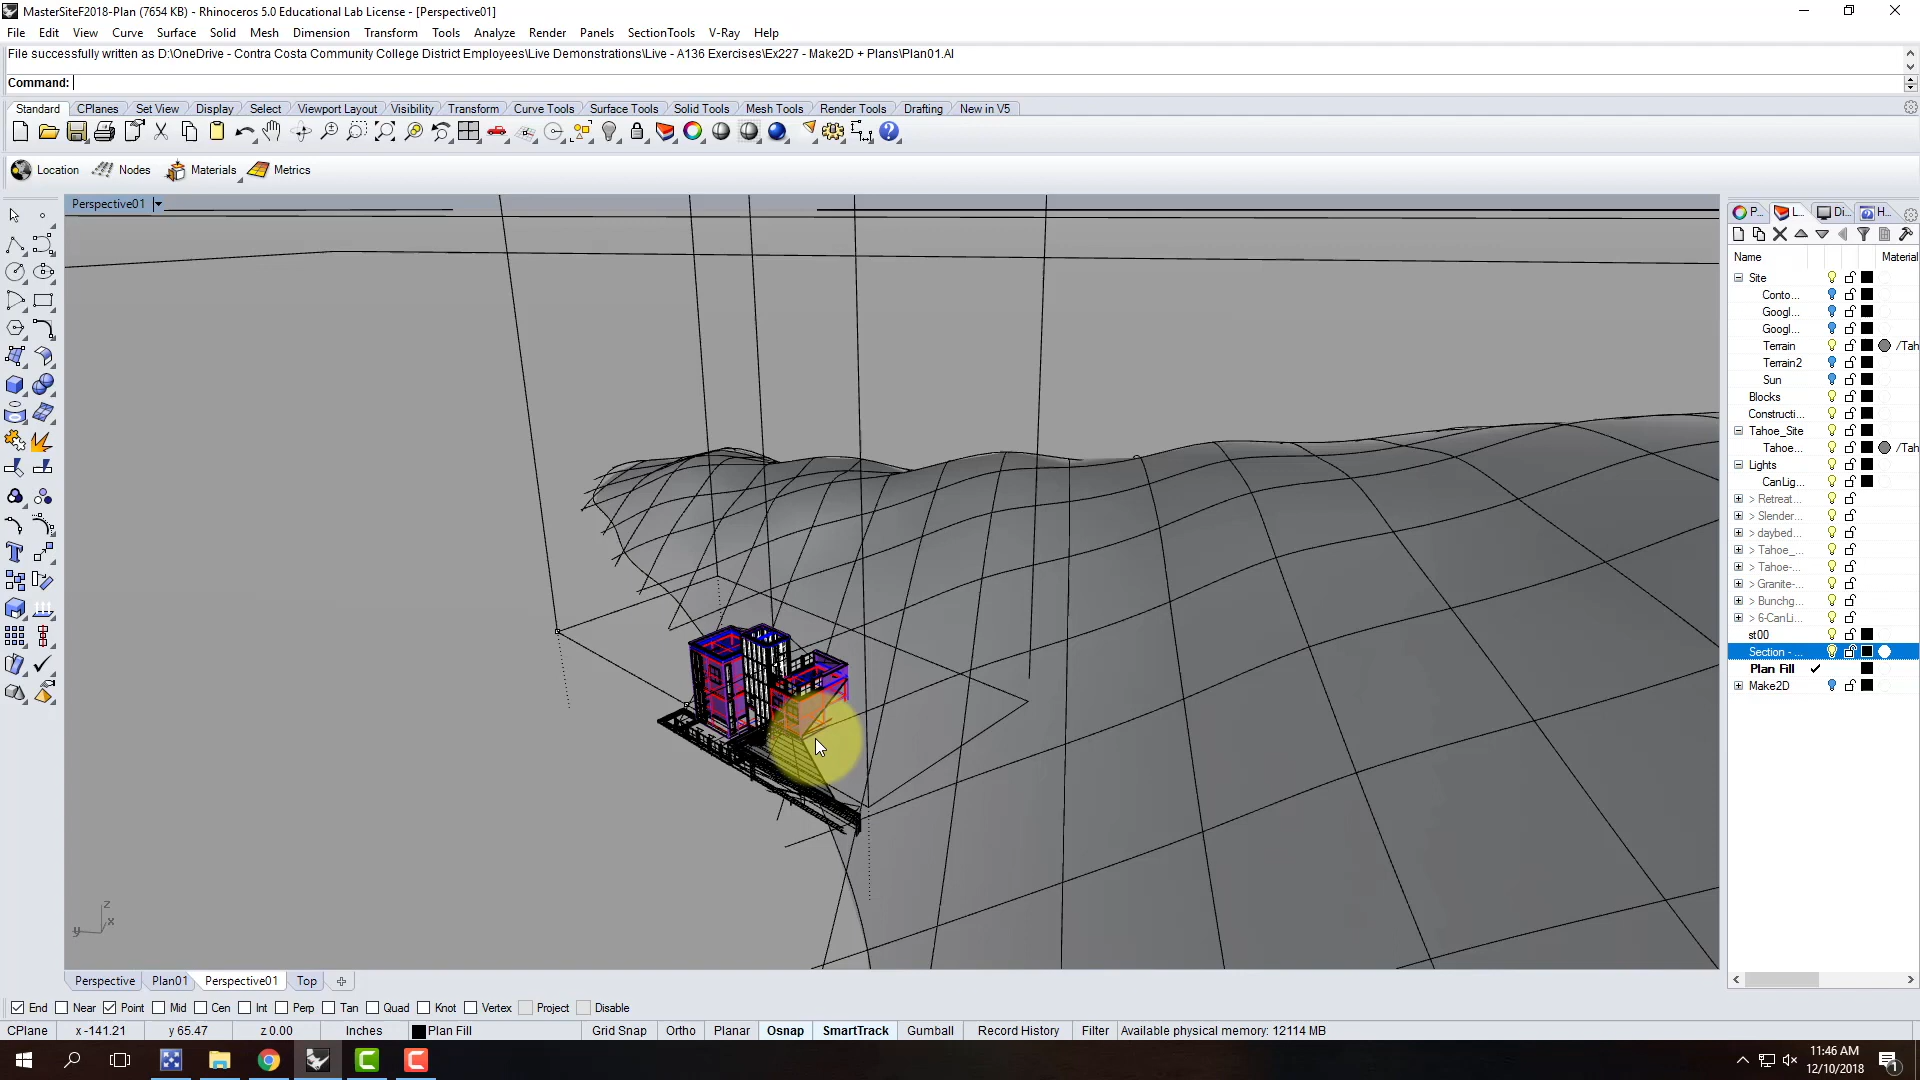 MasterSiteF2018-Plan (7654 KB) - Rhinoceros 5.0 Educational Lab License - [Perspective01]
File Edit View Curve Surface Solid Mesh Dimension Transform Tools Analyze Render Panels SectionTools V-Ray Help
File successfully written as D:\OneDrive - Contra Costa Community College District Employees\Live Demonstrations\Live - A136 Exercises\Ex227 - Make2D + Plans\Plan01.AI
Command:
Standard CPlanes Set View Display Select Viewport Layout Visibility Transform Curve Tools Surface Tools Solid Tools Mesh Tools Render Tools Drafting New in V5
Location Nodes Materials Metrics
Perspective01
P... L... Di... H...
Name Material
Site
Conto...
Googl...
Googl...
Terrain /Tah
Terrain2
Sun
Blocks
Constructi...
Tahoe_Site
Tahoe... /Tah
Lights
CanLig...
> Retreat...
> Slender...
> daybed...
> Tahoe_...
> Tahoe-...
> Granite-...
> Bunchg...
> 6-CanLi...
st00
Section - ...
Plan Fill
Make2D
z
y x
Perspective Plan01 Perspective01 Top
End Near Point Mid Cen Int Perp Tan Quad Knot Vertex Project Disable
CPlane x -141.21 y 65.47 z 0.00 Inches Plan Fill Grid Snap Ortho Planar Osnap SmartTrack Gumball Record History Filter Available physical memory: 12114 MB
11:46 AM
12/10/2018
1